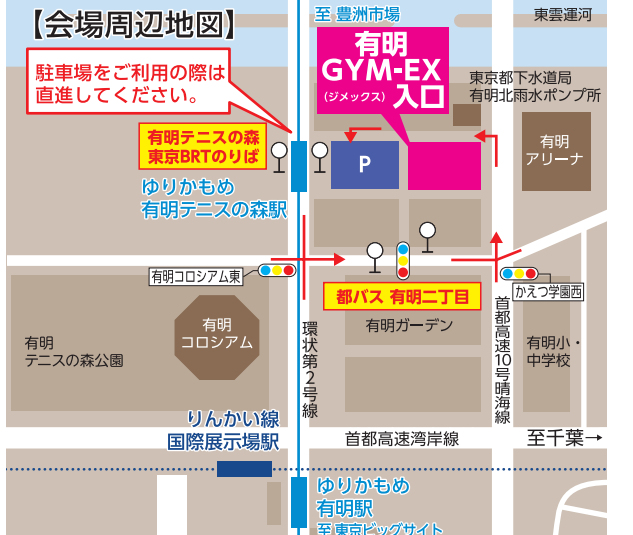 【会場周辺地図】
至 豊洲市場
東雲運河
駐車場をご利用の際は
直進してください。
有明
GYM-EX
(ジメックス) 入口
東京都下水道局
有明北雨水ポンプ所
有明テニスの森
東京BRTのりば
P
有明
アリーナ
ゆりかもめ
有明テニスの森駅
有明コロシアム東
都バス 有明二丁目
かえつ学園西
有明
テニスの森公園
有明
コロシアム
環状第2号線
有明ガーデン
首都高速10号晴海線
有明小・
中学校
りんかい線
国際展示場駅
首都高速湾岸線
至千葉→
ゆりかもめ
有明駅
至 東京ビッグサイト